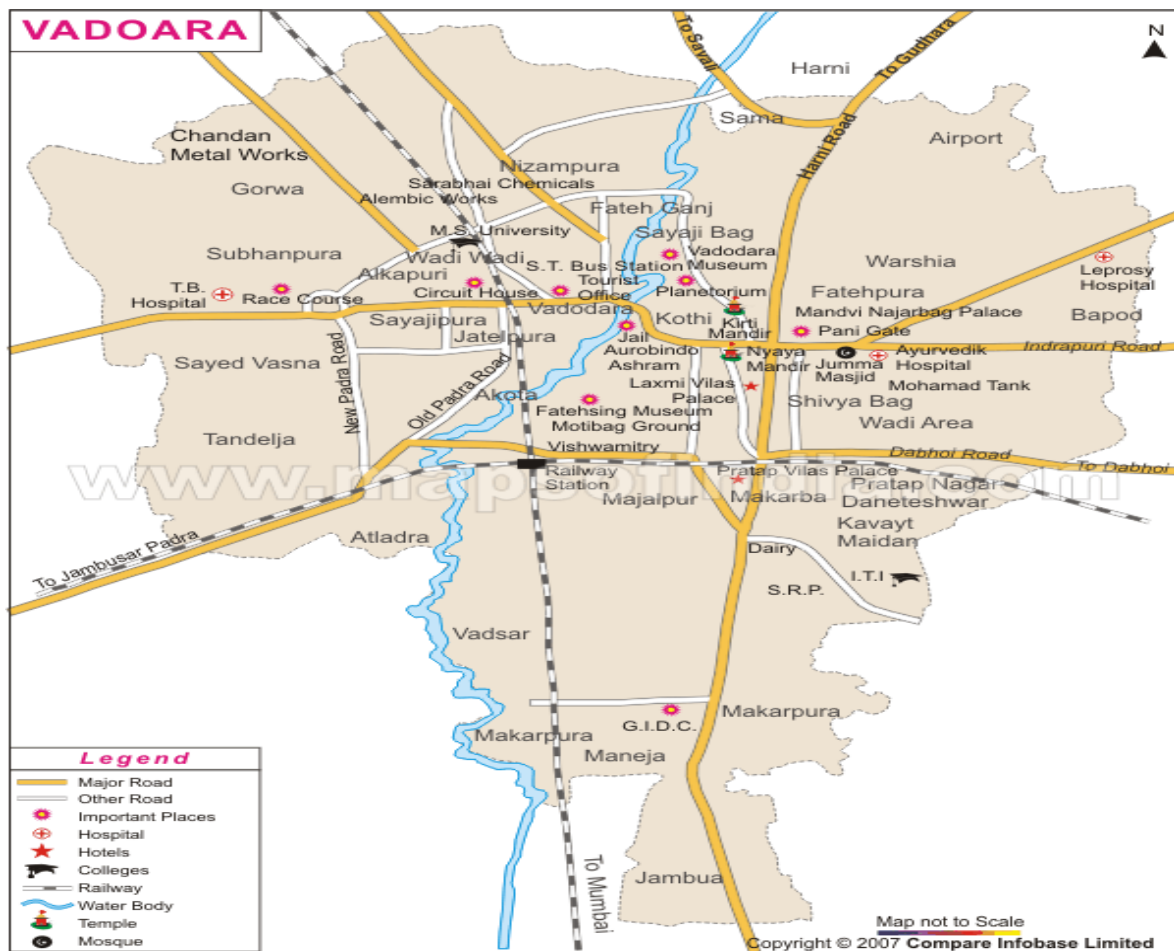 VADOARA
N
To Savali
Harni
To Gudhara
Sama
Harni Road
Airport
Chandan
Metal Works
Gorwa
Nizampura
Sarabhai Chemicals
Alembic Works
Fateh Ganj
M.S. University
Sayaji Bag
Subhanpura
Wadi Wadi
Vadodara
Museum
Alkapuri
S.T. Bus Station
Warshia
Leprosy
Hospital
T.B.
Hospital
Race Course
Circuit House
Tourist
Office
Planetorium
Fatehpura
Vadodara
Mandvi Najarbag Palace
Bapod
Sayajipura
Kothi
Kirti
Mandir
Pani Gate
Jatelpura
Jail
Aurobindo
Ashram
Nyaya
Mandir
Jumma
Masjid
Ayurvedik
Hospital
Indrapuri Road
Sayed Vasna
New Padra Road
Old Padra Road
Akota
Laxmi Vilas
Palace
Mohamad Tank
Shivya Bag
Fatehsing Museum
Motibag Ground
Wadi Area
Tandelja
Vishwamitry
Dabhoi Road
To Dabhoi
www.mapsofindia.com
Railway
Station
Pratap Vilas Palace
Majalpur
Makarba
Pratap Nagar
Daneteshwar
Kavayt
Maidan
Atladra
Dairy
To Jambusar Padra
I.T.I
S.R.P.
Vadsar
Makarpura
G.I.D.C.
Makarpura
Maneja
Jambua
To Mumbai
Legend
Major Road
Other Road
Important Places
Hospital
Hotels
Colleges
Railway
Water Body
Temple
Mosque
Map not to Scale
Copyright © 2007 Compare Infobase Limited